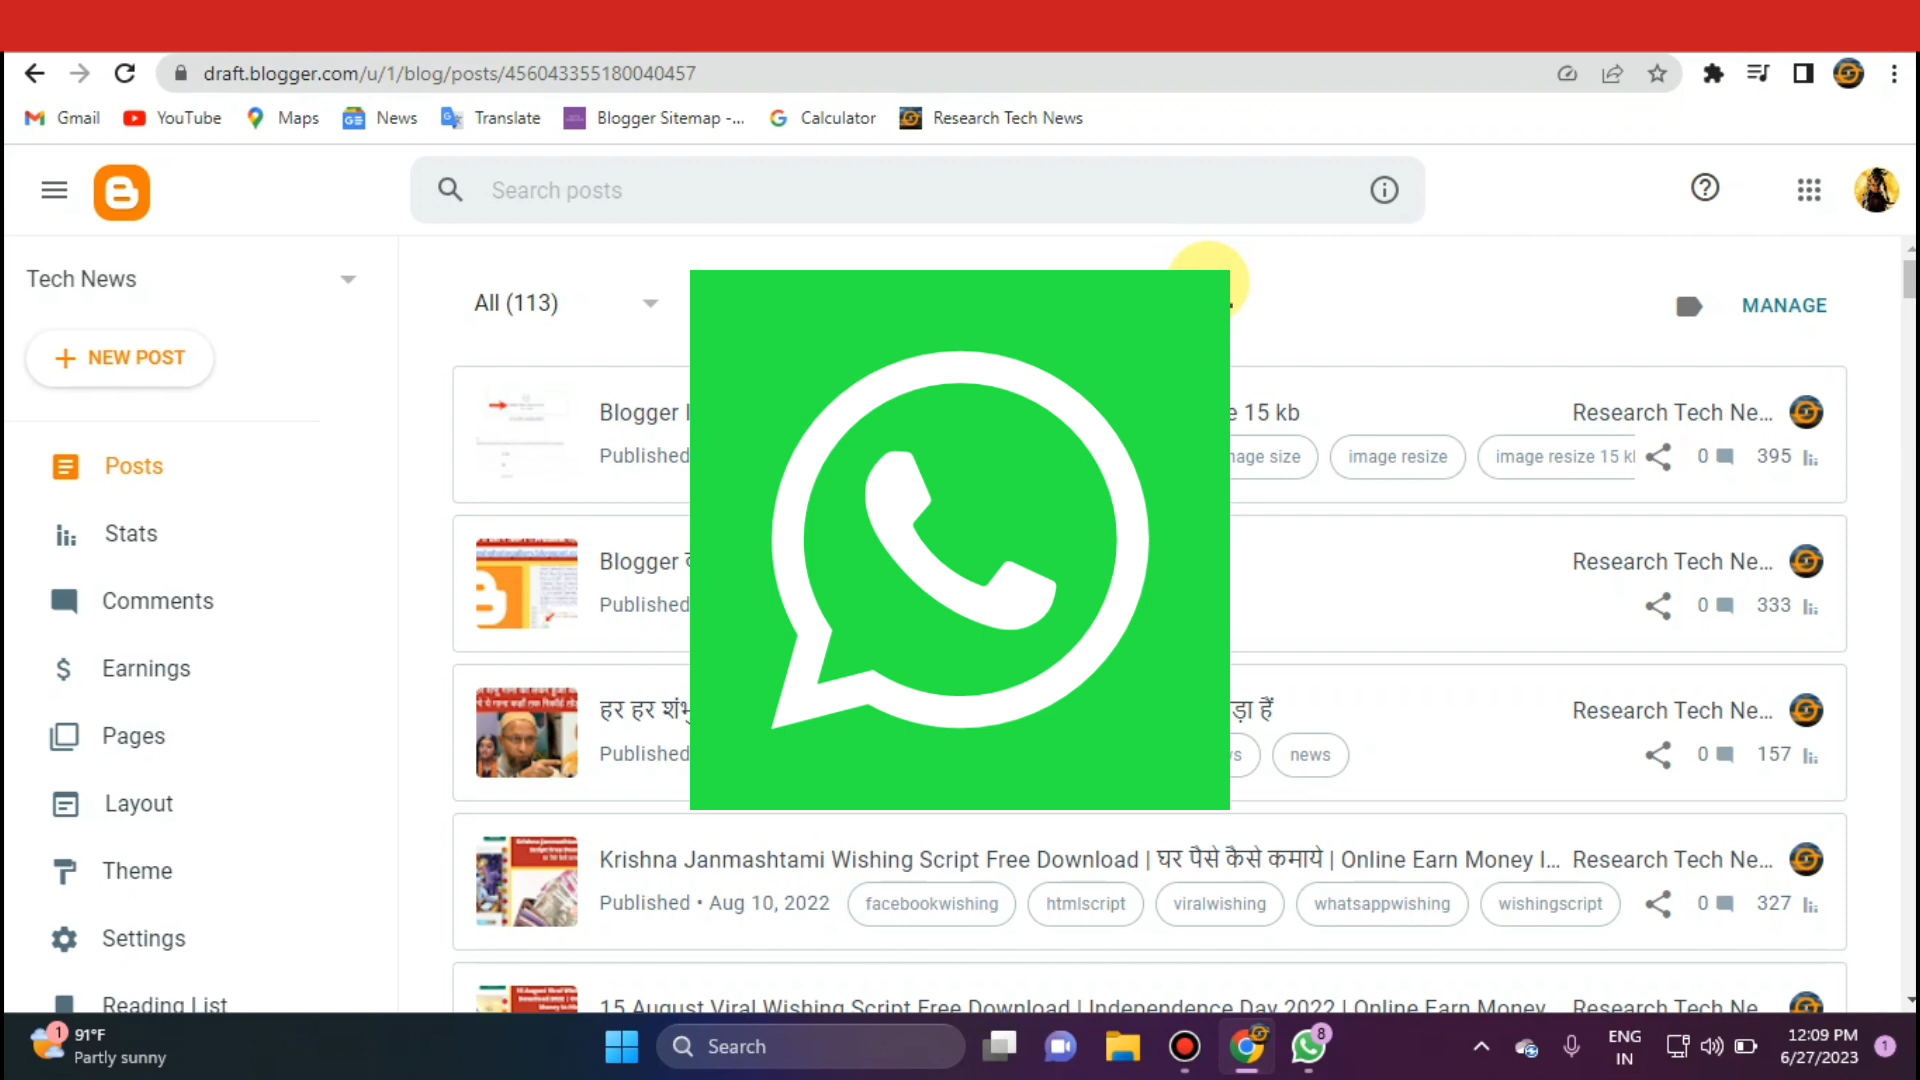 draft.blogger.com/u/1/blog/posts/456043355180040457
Gmail YouTube Maps News Translate Blogger Sitemap -... Calculator Research Tech News
Search posts
Tech News
All (113)
MANAGE
NEW POST
Blogger
e 15 kb
Research Tech Ne...
Published
image resize
image resize 15
0
395
Posts
Stats
Blogger
Research Tech Ne...
Published
0
333
Comments
Earnings
हर हर
ड़ा हैं
Research Tech Ne...
Published
news
0
157
Pages
Layout
Krishna Janmashtami Wishing Script Free Download | घर पैसे कैसे कमाये | Online Earn Money I...
Research Tech Ne...
Published • Aug 10, 2022
facebookwishing
htmlscript
viralwishing
whatsappwishing
wishingscript
0
327
Theme
Settings
Reading List
15 August Viral Wishing Script Free Download | Independence Day 2022 | Online Earn Money
Research Tech Ne
1
91°F
Partly sunny
Search
8
ENG
IN
12:09 PM
6/27/2023
1